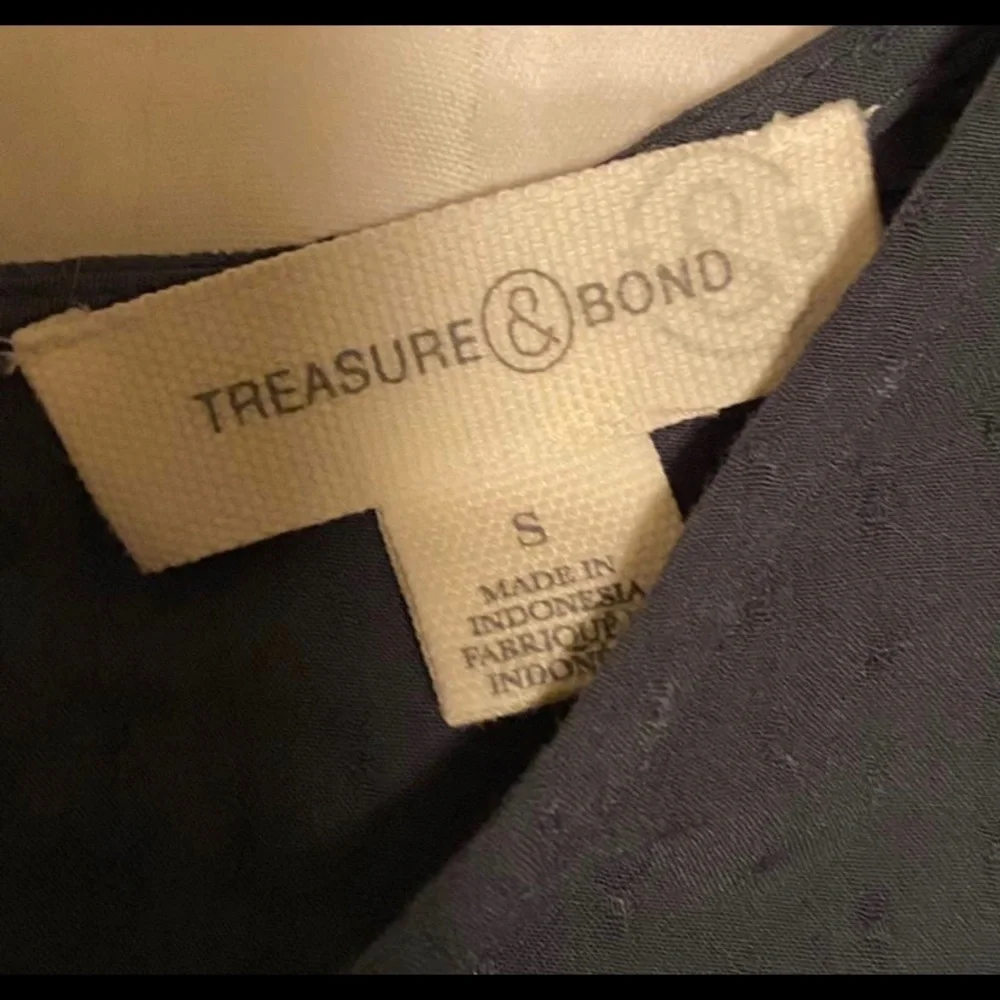 TREASURE & BOND
S
MADE IN
INDONESIA
FABRIQUÉ